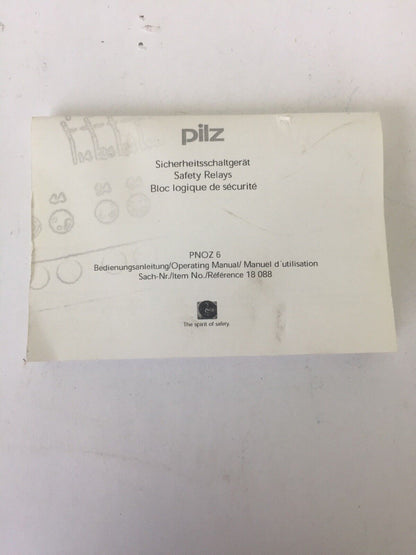 pilz
Sicherheitsschaltgerät
Safety Relays
Bloc logique de sécurité
PNOZ 6
Bedienungsanleitung/Operating Manual/ Manuel d´utilisation
Sach-Nr./Item No./Référence 18 088
The spirit of safety.